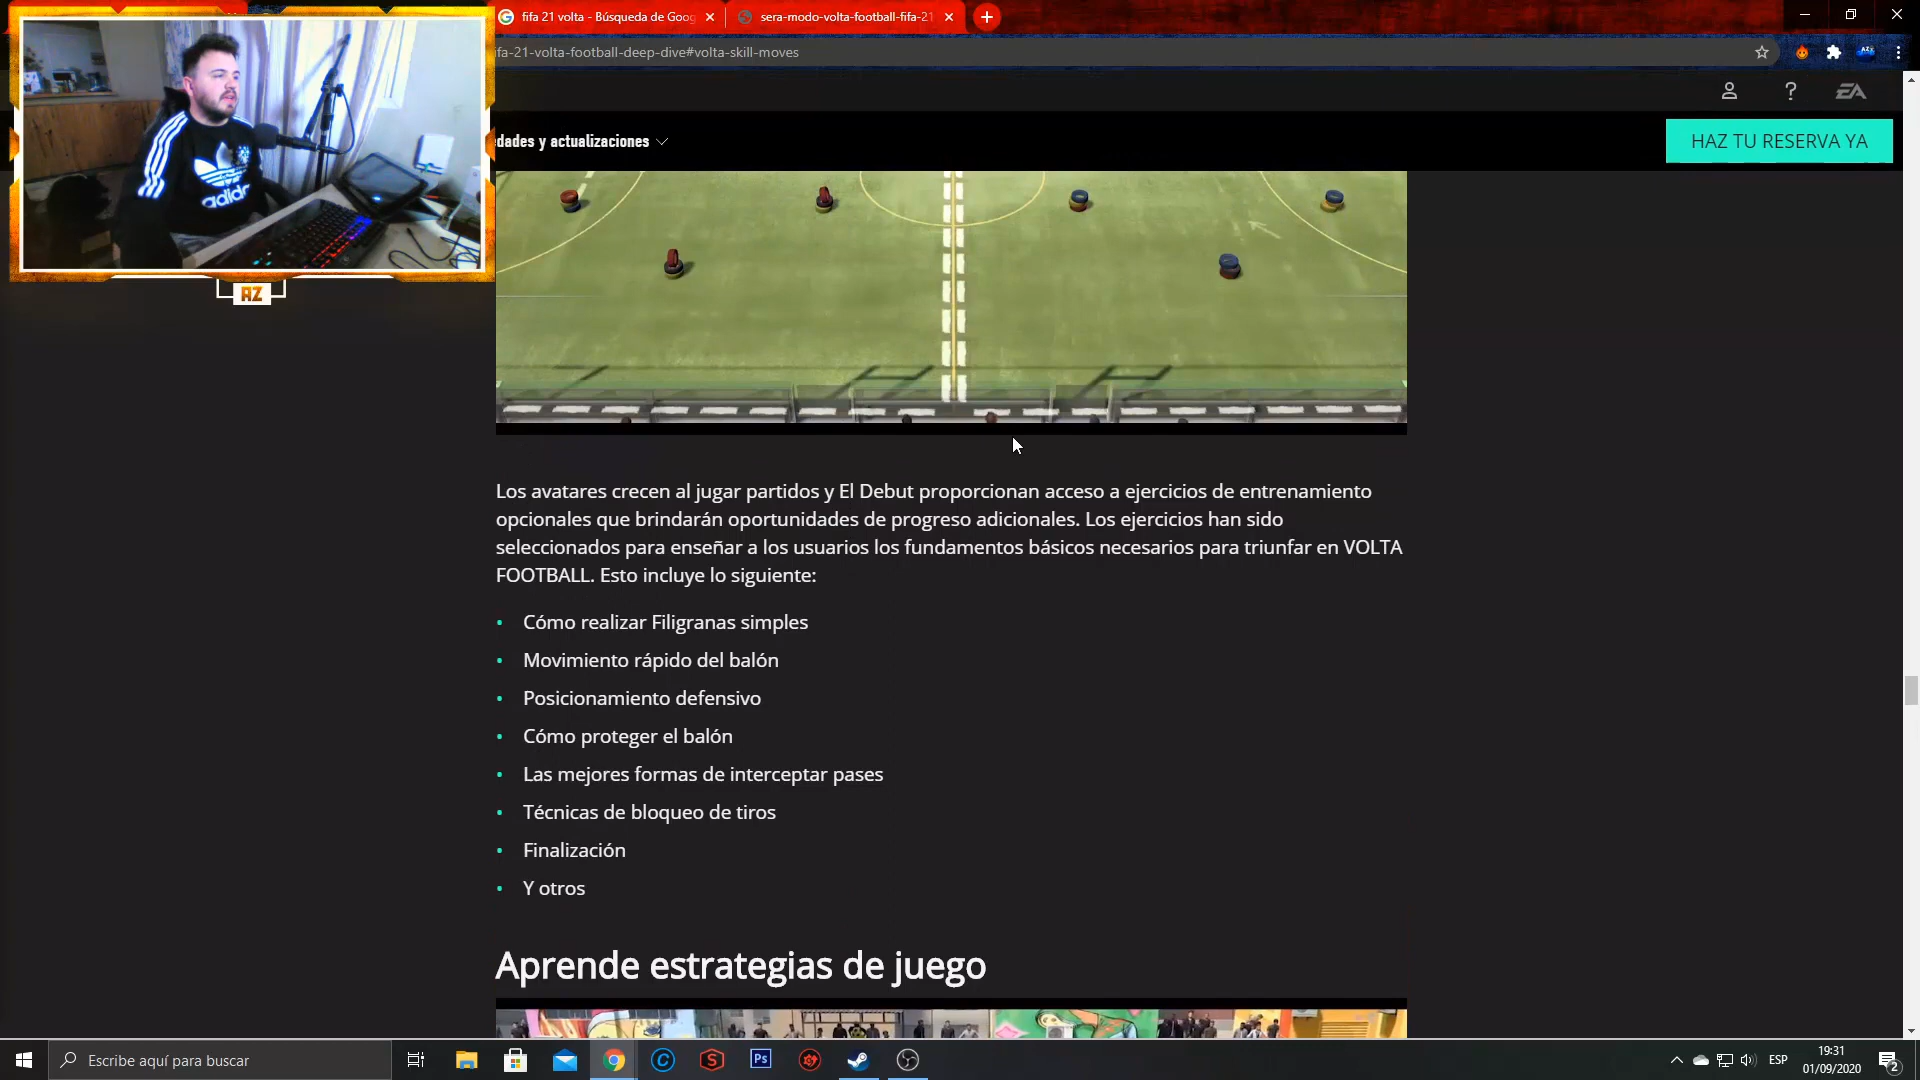 fifa 21 volta - Búsqueda de Goog
sera-modo-volta-football-fifa-21
fa-21-volta-football-deep-dive#volta-skill-moves
EA
edades y actualizaciones
HAZ TU RESERVA YA
adidas
AZ
Los avatares crecen al jugar partidos y El Debut proporcionan acceso a ejercicios de entrenamiento
opcionales que brindarán oportunidades de progreso adicionales. Los ejercicios han sido
seleccionados para enseñar a los usuarios los fundamentos básicos necesarios para triunfar en VOLTA
FOOTBALL. Esto incluye lo siguiente:
• Cómo realizar Filigranas simples
• Movimiento rápido del balón
• Posicionamiento defensivo
• Cómo proteger el balón
• Las mejores formas de interceptar pases
• Técnicas de bloqueo de tiros
• Finalización
• Y otros
Aprende estrategias de juego
Escribe aquí para buscar
Ps
ESP
19:31
01/09/2020
2